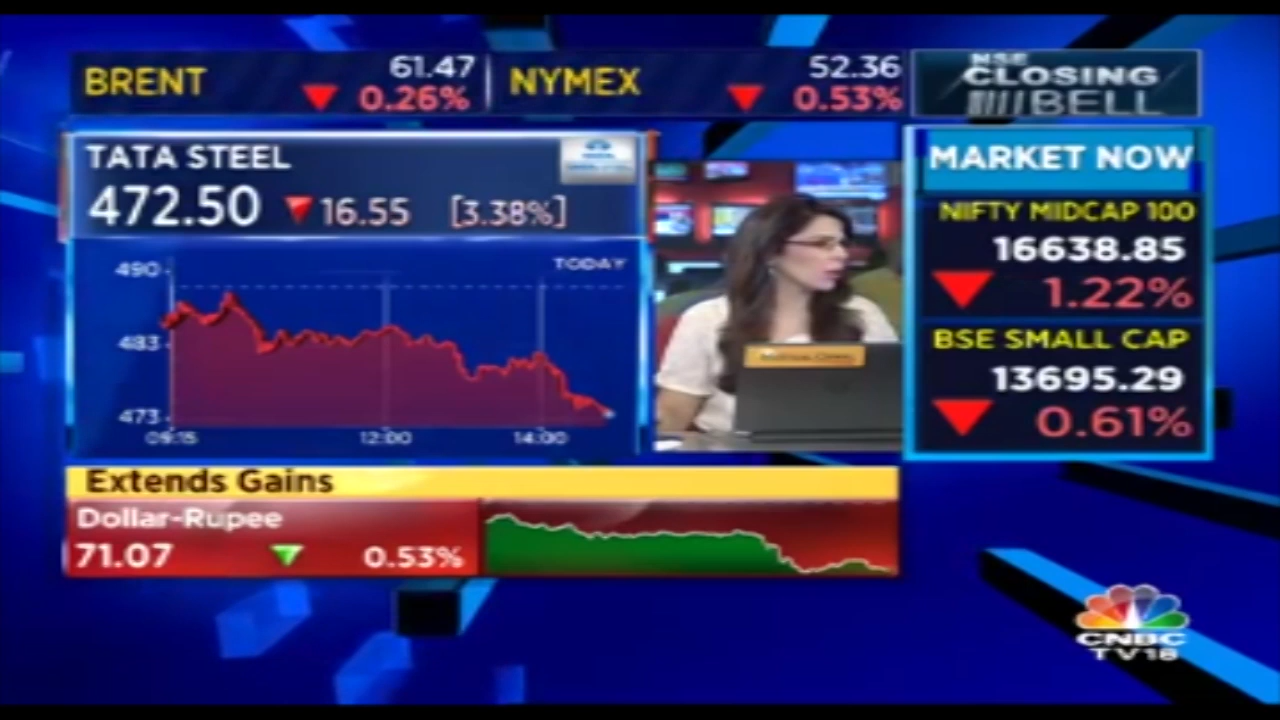 BRENT 61.47
0.26%
NYMEX 52.36
0.53%
NSE
CLOSING
BELL
TATA STEEL
472.50 16.55 [3.38%]
TODAY
490
483
473
09:15 12:00 14:00
MARKET NOW
NIFTY MIDCAP 100
16638.85
1.22%
BSE SMALL CAP
13695.29
0.61%
Extends Gains
Dollar-Rupee
71.07 0.53%
CNBC
TV18